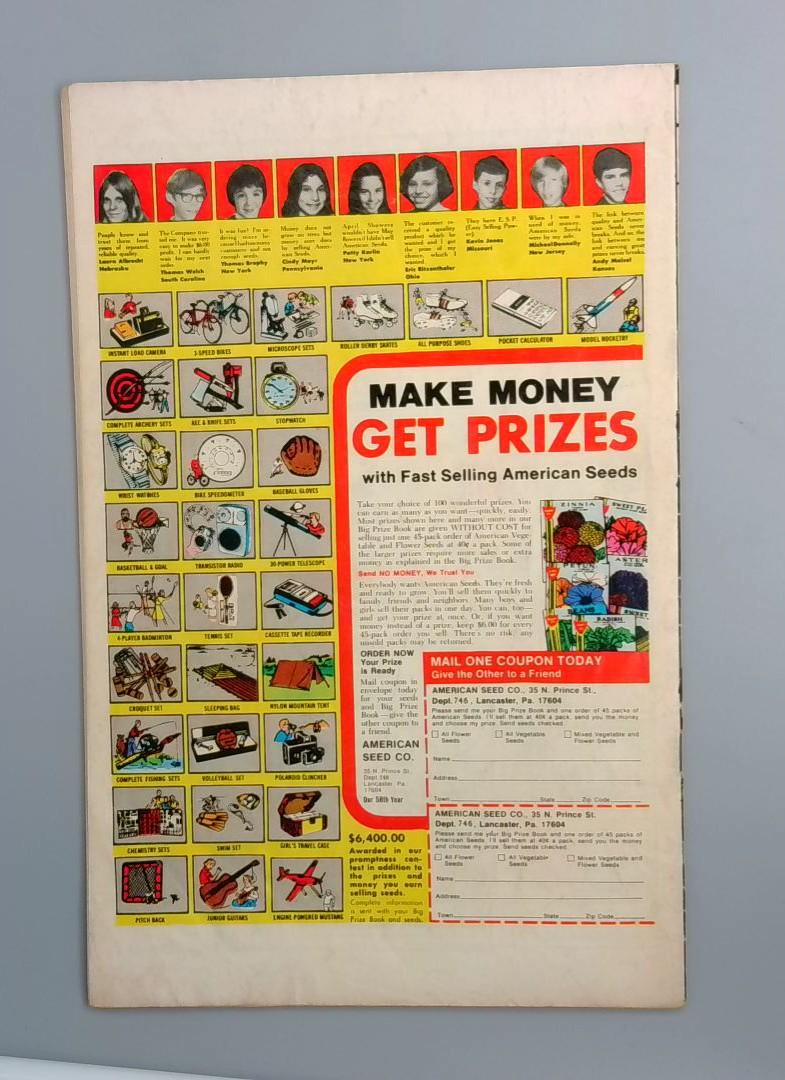 People know and
trust them from
years of repeated,
reliable quality.
Laura Albrecht
Nebraska
The Company trus-
ted me. It was very
easy to make $6.00
profit. I can hardly
wait for my next
order.
Thomas Welch
South Carolina
It was fun! I'm or-
dering more be-
cause I had too many
customers and not
enough seeds.
Thomas Brophy
New York
Money does not
grow on trees but
money sure does
by selling Ameri-
can Seeds.
Cindy Moyr
Pennsylvania
April Showers
wouldn't have May
flowers if I didn't sell
American Seeds.
Patty Karlin
New York
The customer re-
ceived a quality
product which he
wanted and I got
the prize of my
choice, which I
wanted.
Eric Ritzenthaler
Ohio
They have E. S. P.
(Easy Selling Pow-
er).
Kevin Jones
Missouri
When I was in
need of money,
American Seeds
were by my side.
Michael Donnelly
New Jersey
The link between
quality and Amer-
ican Seeds never
breaks. And so, the
link between me
and earning great
prizes never breaks.
Andy Meisel
Kansas
INSTANT LOAD CAMERA
3-SPEED BIKES
MICROSCOPE SETS
ROLLER DERBY SKATES
ALL PURPOSE SHOES
POCKET CALCULATOR
MODEL ROCKETRY
COMPLETE ARCHERY SETS
AXE & KNIFE SETS
STOPWATCH
WRIST WATCHES
BIKE SPEEDOMETER
BASEBALL GLOVES
BASKETBALL & GOAL
TRANSISTOR RADIO
30-POWER TELESCOPE
4-PLAYER BADMINTON
TENNIS SET
CASSETTE TAPE RECORDER
CROQUET SET
SLEEPING BAG
NYLON MOUNTAIN TENT
COMPLETE FISHING SETS
VOLLEYBALL SET
POLAROID CLINCHER
CHEMISTRY SETS
SWIM SET
GIRL'S TRAVEL CASE
PITCH BACK
JUNIOR GUITARS
ENGINE POWERED MUSTANG
MAKE MONEY
GET PRIZES
with Fast Selling American Seeds
Take your choice of 100 wonderful prizes. You
can earn as many as you want—quickly, easily.
Most prizes shown here and many more in our
Big Prize Book are given WITHOUT COST for
selling just one 45-pack order of American Vege-
table and Flower Seeds at 40¢ a pack. Some of
the larger prizes require more sales or extra
money as explained in the Big Prize Book.
Send NO MONEY, We Trust You
Everybody wants American Seeds. They're fresh
and ready to grow. You'll sell them quickly to
family, friends and neighbors. Many boys and
girls sell their packs in one day. You can, too—
and get your prize at once. Or, if you want
money instead of a prize, keep $6.00 for every
45-pack order you sell. There's no risk, any
unsold packs may be returned.
ZINNIA
SWEET PEA
ASTER
BEANS
RADISH
SWEET
ORDER NOW
Your Prize
is Ready
Mail coupon in
envelope today
for your seeds
and Big Prize
Book—give the
other coupon to
a friend.
AMERICAN
SEED CO.
35 N. Prince St.
Dept 746
Lancaster, Pa.
17604
Our 58th Year
MAIL ONE COUPON TODAY
Give the Other to a Friend
AMERICAN SEED CO., 35 N. Prince St.,
Dept. 746, Lancaster, Pa. 17604
Please send me your Big Prize Book and one order of 45 packs of
American Seeds. I'll sell them at 40¢ a pack, send you the money
and choose my prize. Send seeds checked.
All Flower Seeds
All Vegetable Seeds
Mixed Vegetable and Flower Seeds
Name
Address
Town State Zip Code
AMERICAN SEED CO., 35 N. Prince St.
Dept. 746, Lancaster, Pa. 17604
Please send me your Big Prize Book and one order of 45 packs of
American Seeds. I'll sell them at 40¢ a pack, send you the money
and choose my prize. Send seeds checked.
All Flower Seeds
All Vegetable Seeds
Mixed Vegetable and Flower Seeds
Name
Address
Town State Zip Code
$6,400.00
Awarded in our
promptness con-
test in addition to
the prizes and
money you earn
selling seeds.
Complete information
is sent with your Big
Prize Book and seeds.